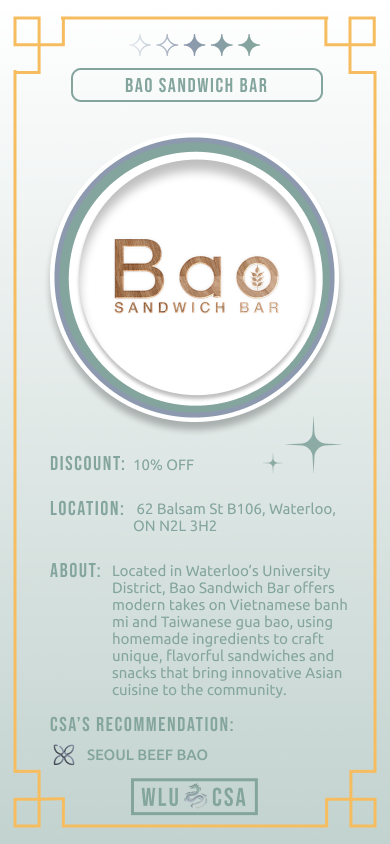 BAO SANDWICH BAR
Bao
SANDWICH BAR
DISCOUNT: 10% OFF
LOCATION: 62 Balsam St B106, Waterloo,
ON N2L 3H2
ABOUT: Located in Waterloo's University
District, Bao Sandwich Bar offers
modern takes on Vietnamese banh
mi and Taiwanese gua bao, using
homemade ingredients to craft
unique, flavorful sandwiches and
snacks that bring innovative Asian
cuisine to the community.
CSA'S RECOMMENDATION:
SEOUL BEEF BAO
WLU CSA